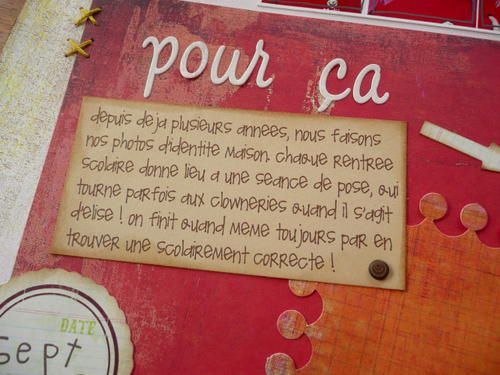 pour ça
depuis deja plusieurs annees, nous faisons
nos photos d'identite maison. chaque rentree
scolaire donne lieu a une seance de pose, qui
tourne parfois aux clowneries quand il s'agit
d'elise ! on finit quand meme toujours par en
trouver une scolairement correcte !
DATE
Sept